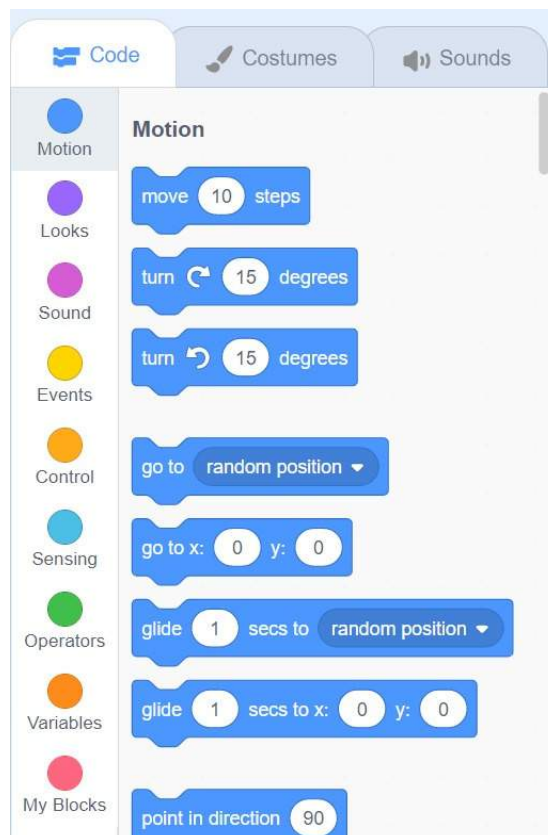 Code Costumes Sounds
Motion
Looks
Sound
Events
Control
Sensing
Operators
Variables
My Blocks
Motion
move 10 steps
turn 15 degrees
turn 15 degrees
go to random position
go to x: 0 y: 0
glide 1 secs to random position
glide 1 secs to x: 0 y: 0
point in direction 90